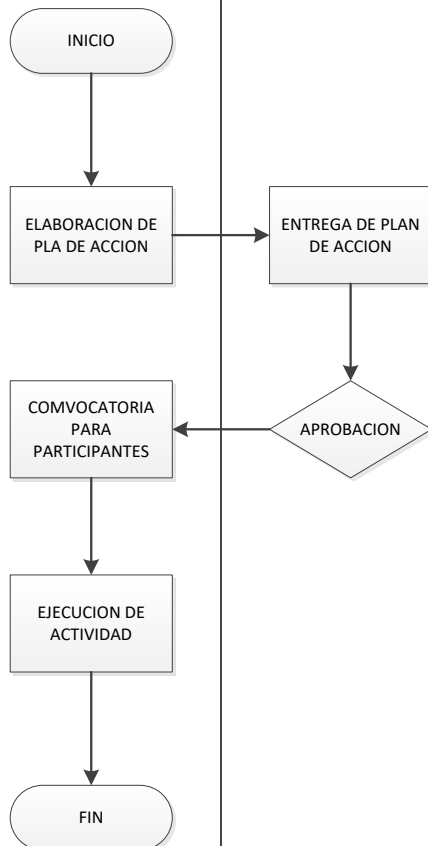 INICIO
ELABORACION DE
PLA DE ACCION
ENTREGA DE PLAN
DE ACCION
APROBACION
COMVOCATORIA
PARA
PARTICIPANTES
EJECUCION DE
ACTIVIDAD
FIN